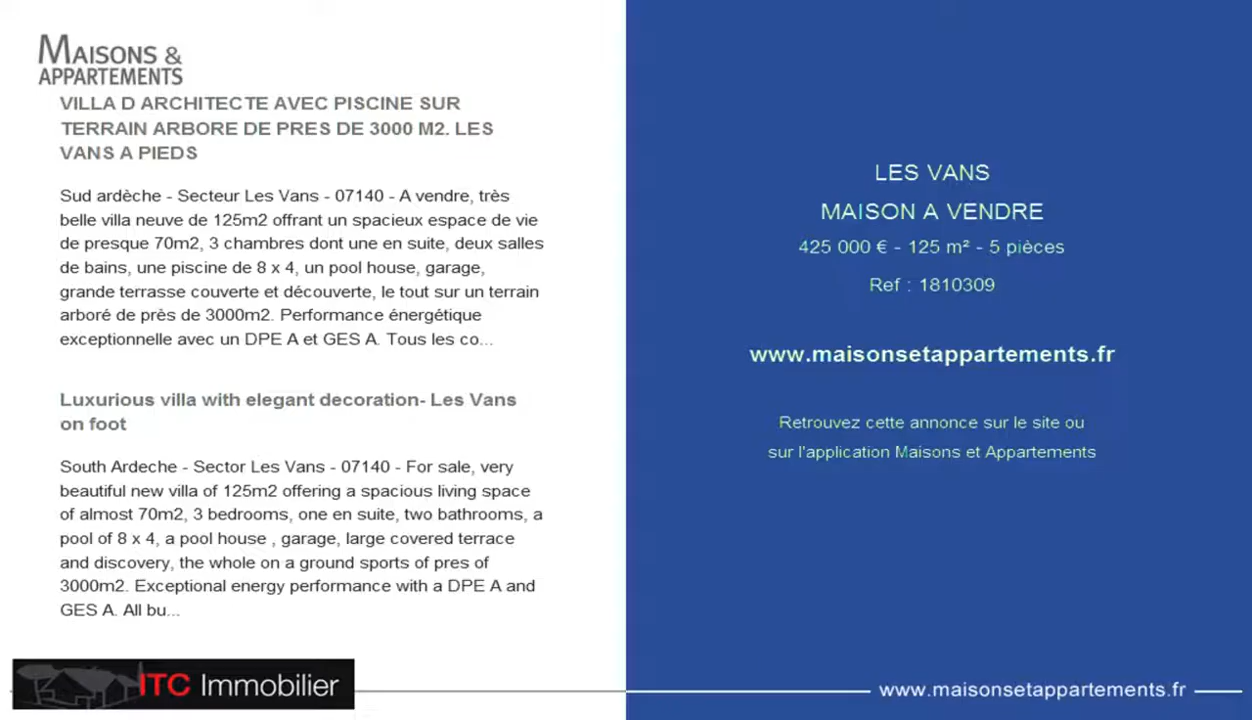 MAISONS &
APPARTEMENTS
VILLA D ARCHITECTE AVEC PISCINE SUR
TERRAIN ARBORE DE PRES DE 3000 M2. LES
VANS A PIEDS
Sud ardèche - Secteur Les Vans - 07140 - A vendre, très
belle villa neuve de 125m2 offrant un spacieux espace de vie
de presque 70m2, 3 chambres dont une en suite, deux salles
de bains, une piscine de 8 x 4, un pool house, garage,
grande terrasse couverte et découverte, le tout sur un terrain
arboré de près de 3000m2. Performance énergétique
exceptionnelle avec un DPE A et GES A. Tous les co...
Luxurious villa with elegant decoration- Les Vans
on foot
South Ardeche - Sector Les Vans - 07140 - For sale, very
beautiful new villa of 125m2 offering a spacious living space
of almost 70m2, 3 bedrooms, one en suite, two bathrooms, a
pool of 8 x 4, a pool house , garage, large covered terrace
and discovery, the whole on a ground sports of pres of
3000m2. Exceptional energy performance with a DPE A and
GES A. All bu...
ITC Immobilier
LES VANS
MAISON A VENDRE
425 000 € - 125 m² - 5 pièces
Ref : 1810309
www.maisonsetappartements.fr
Retrouvez cette annonce sur le site ou
sur l'application Maisons et Appartements
www.maisonsetappartements.fr